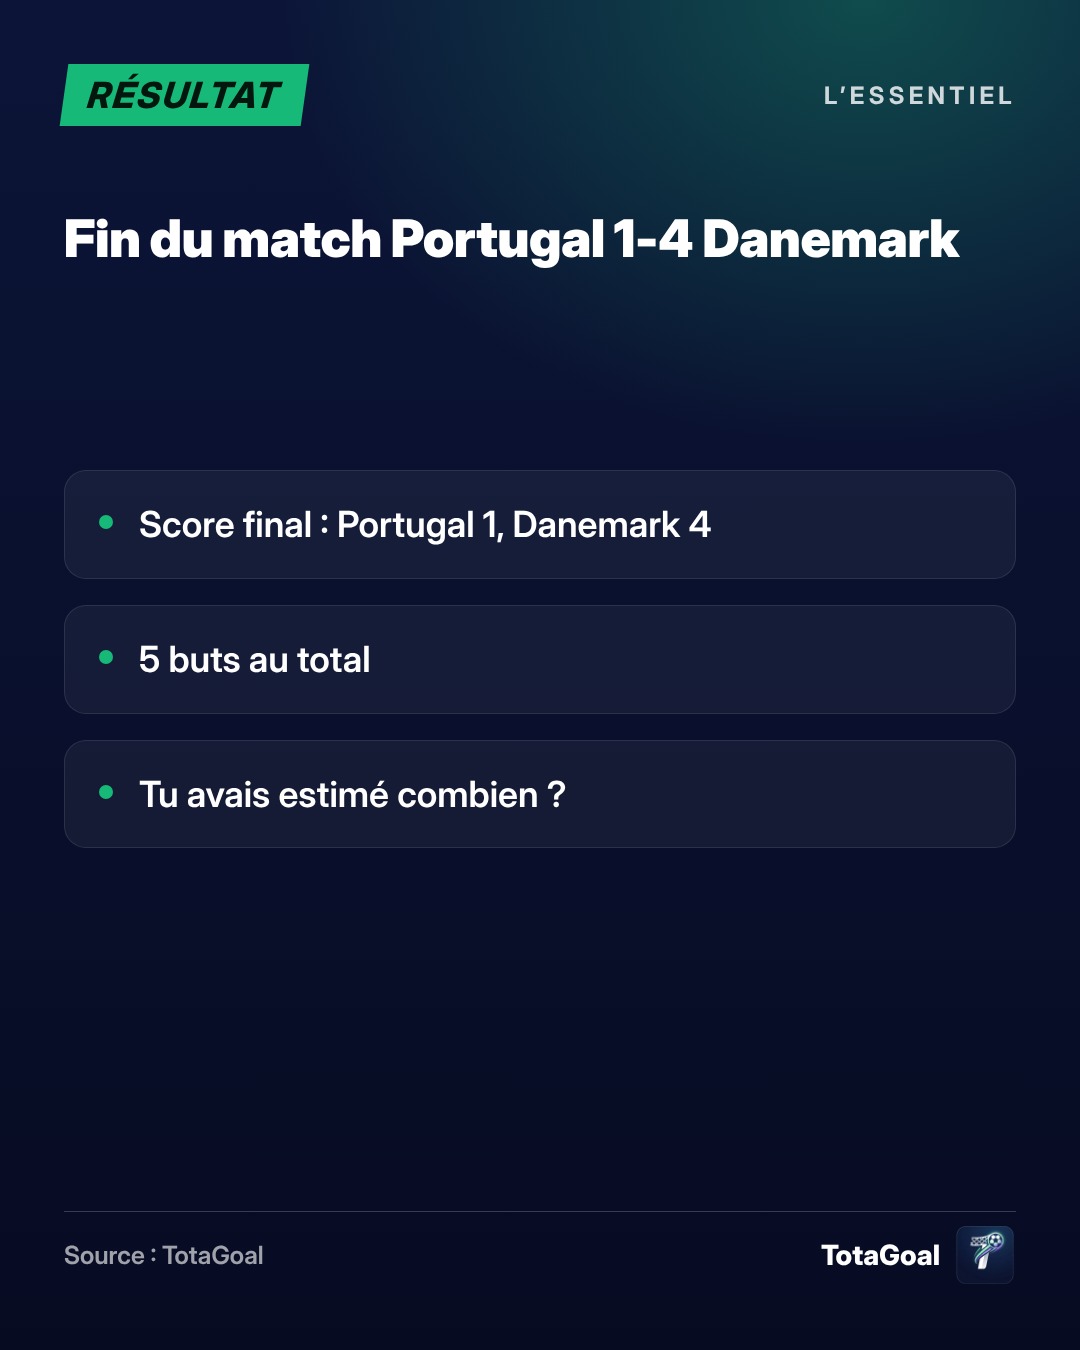 RÉSULTAT
L’ESSENTIEL
Fin du match Portugal 1-4 Danemark
Score final : Portugal 1, Danemark 4
5 buts au total
Tu avais estimé combien ?
Source : TotaGoal
TotaGoal